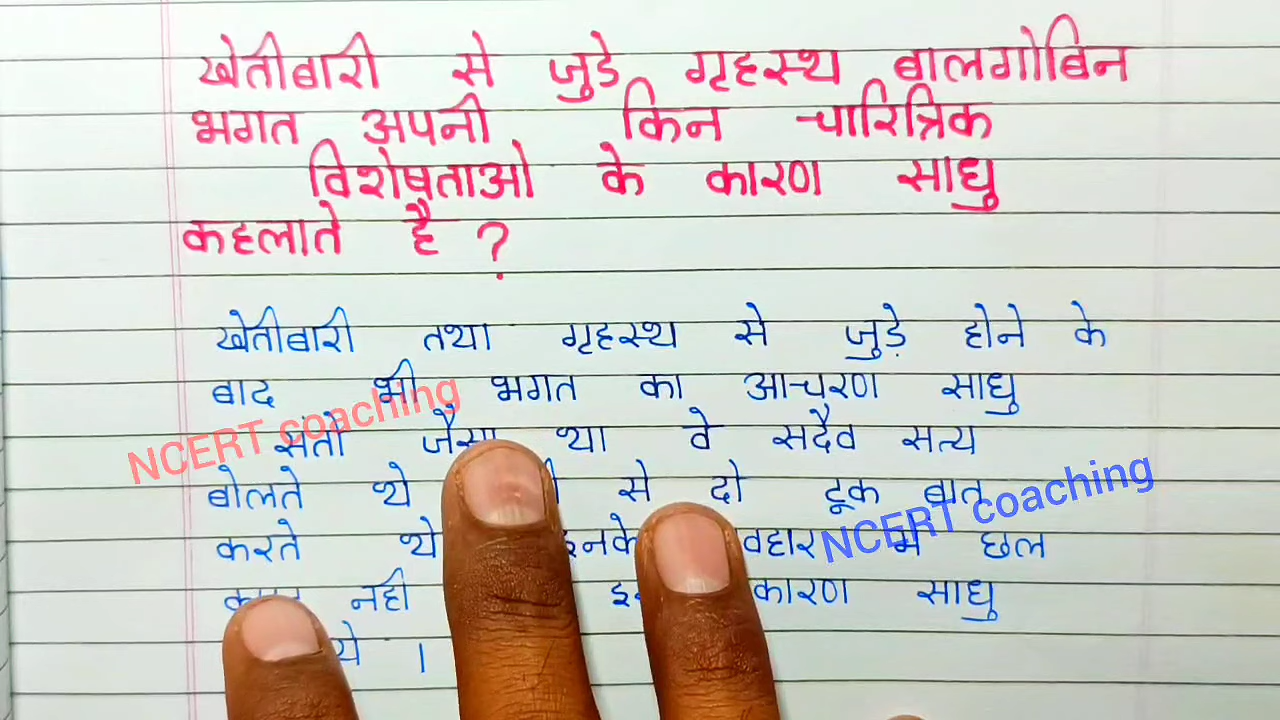 खेतीबारी से जुडे गृहस्थ बालगोबिन
भगत अपनी किन चारित्रिक
विशेषताओ के कारण साधु
कहलाते है ?
खेतीबारी तथा गृहस्थ से जुड़े होने के
बाद भी भगत का आचरण साधु
संतो जैसा था वे सदैव सत्य
बोलते थे से दो टूक बात
करते थे इनके में छल
नही कारण साधु
थे ।
NCERT coaching
NCERT coaching